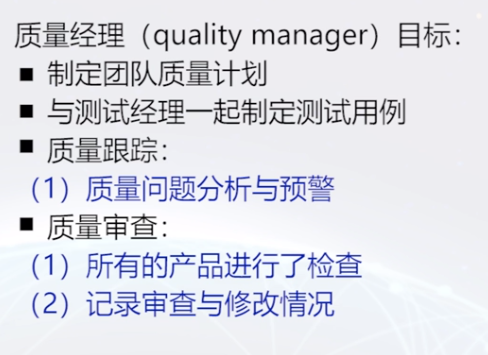 质量经理（quality manager）目标：
■ 制定团队质量计划
■ 与测试经理一起制定测试用例
■ 质量跟踪：
（1）质量问题分析与预警
■ 质量审查：
（1）所有的产品进行了检查
（2）记录审查与修改情况